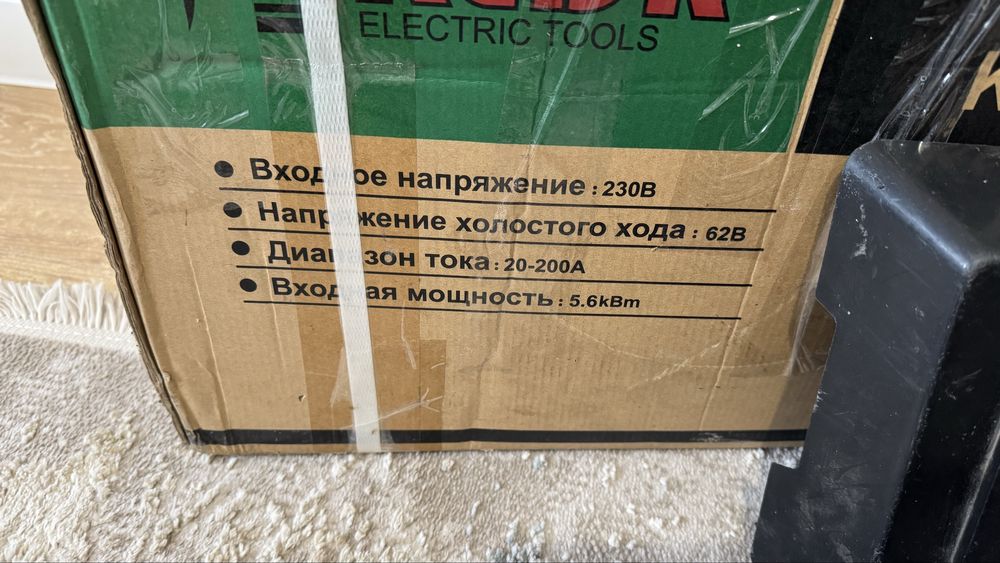 ELECTRIC TOOLS
Входное напряжение : 230В
Напряжение холостого хода : 62В
Диапазон тока : 20-200А
Входная мощность : 5.6kBm